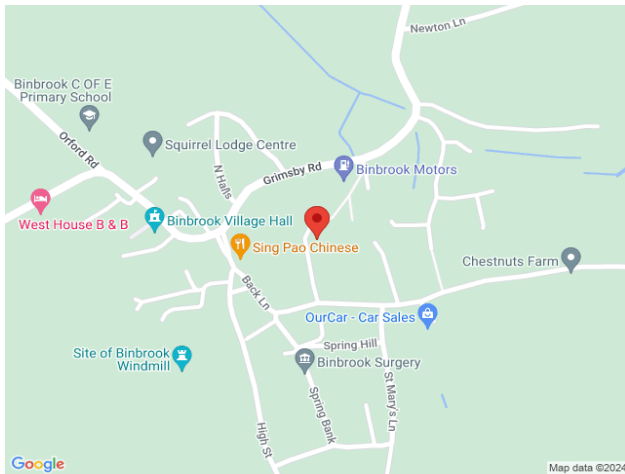 Newton Ln
Binbrook C OF E
Primary School
Orford Rd
Squirrel Lodge Centre
N Halls
Grimsby Rd
Binbrook Motors
West House B & B
Binbrook Village Hall
Sing Pao Chinese
Chestnuts Farm
Back Ln
OurCar - Car Sales
Site of Binbrook
Windmill
Spring Hill
Binbrook Surgery
St Mary's Ln
Spring Bank
High St
Google
Map data ©2024